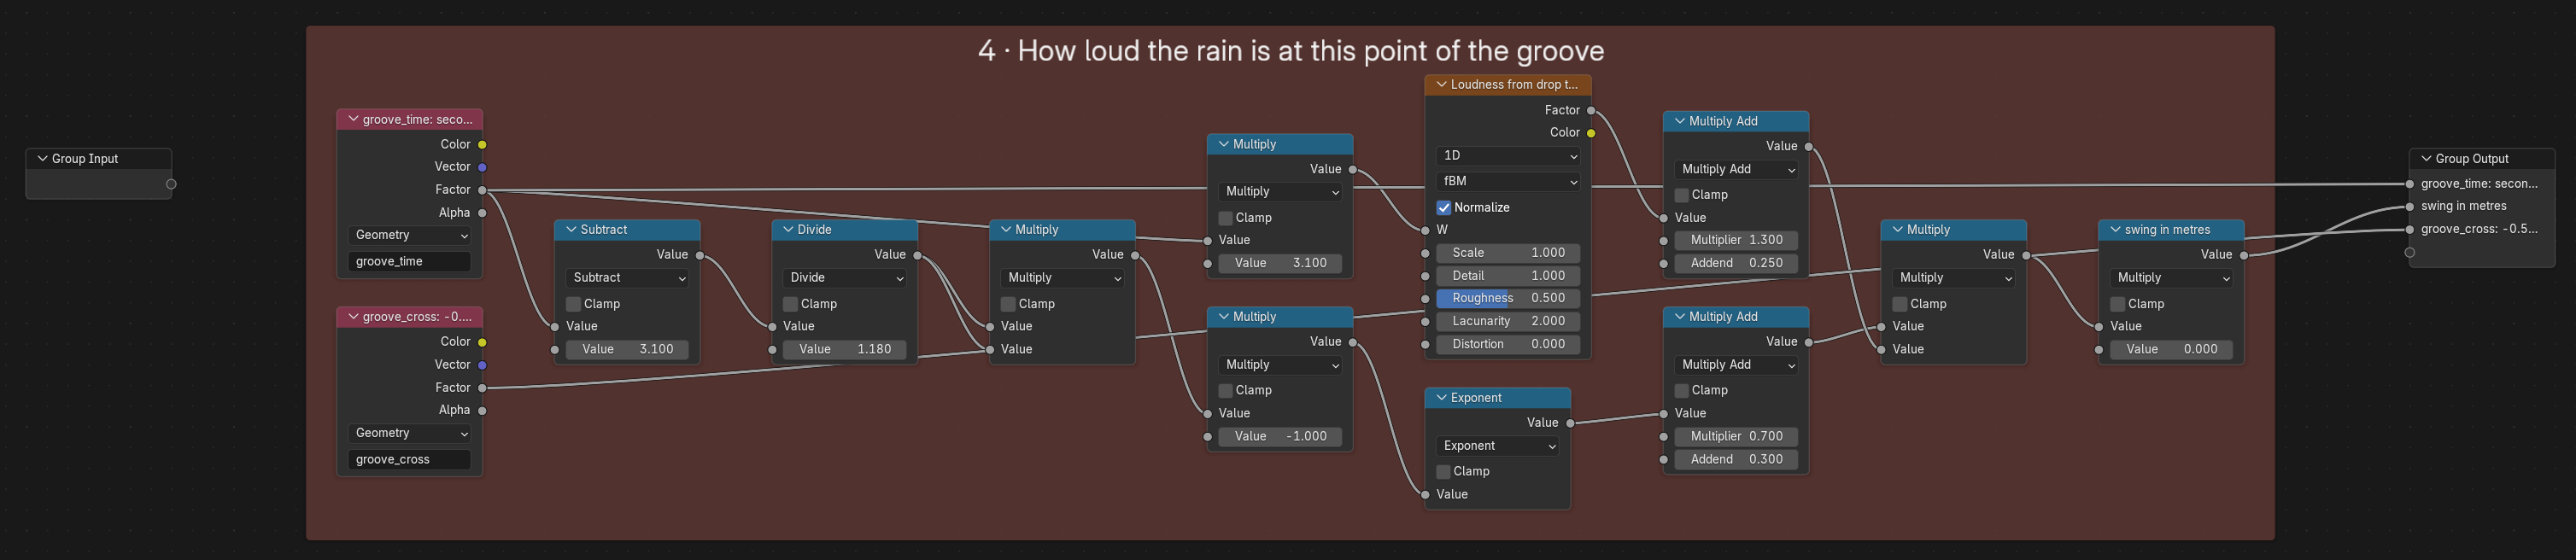 4 · How loud the rain is at this point of the groove
Group Input
groove_time: seco...
Color
Vector
Factor
Alpha
Geometry
groove_time
groove_cross: -0....
Color
Vector
Factor
Alpha
Geometry
groove_cross
Subtract
Value
Subtract
Clamp
Value
Value 3.100
Divide
Value
Divide
Clamp
Value
Value 1.180
Multiply
Value
Multiply
Clamp
Value
Value
Multiply
Value
Multiply
Clamp
Value
Value 3.100
Multiply
Value
Multiply
Clamp
Value
Value -1.000
Loudness from drop t...
Factor
Color
1D
fBM
Normalize
W
Scale 1.000
Detail 1.000
Roughness 0.500
Lacunarity 2.000
Distortion 0.000
Exponent
Value
Exponent
Clamp
Value
Multiply Add
Value
Multiply Add
Clamp
Value
Multiplier 1.300
Addend 0.250
Multiply Add
Value
Multiply Add
Clamp
Value
Multiplier 0.700
Addend 0.300
Multiply
Value
Multiply
Clamp
Value
Value
swing in metres
Value
Multiply
Clamp
Value
Value 0.000
Group Output
groove_time: secon...
swing in metres
groove_cross: -0.5...